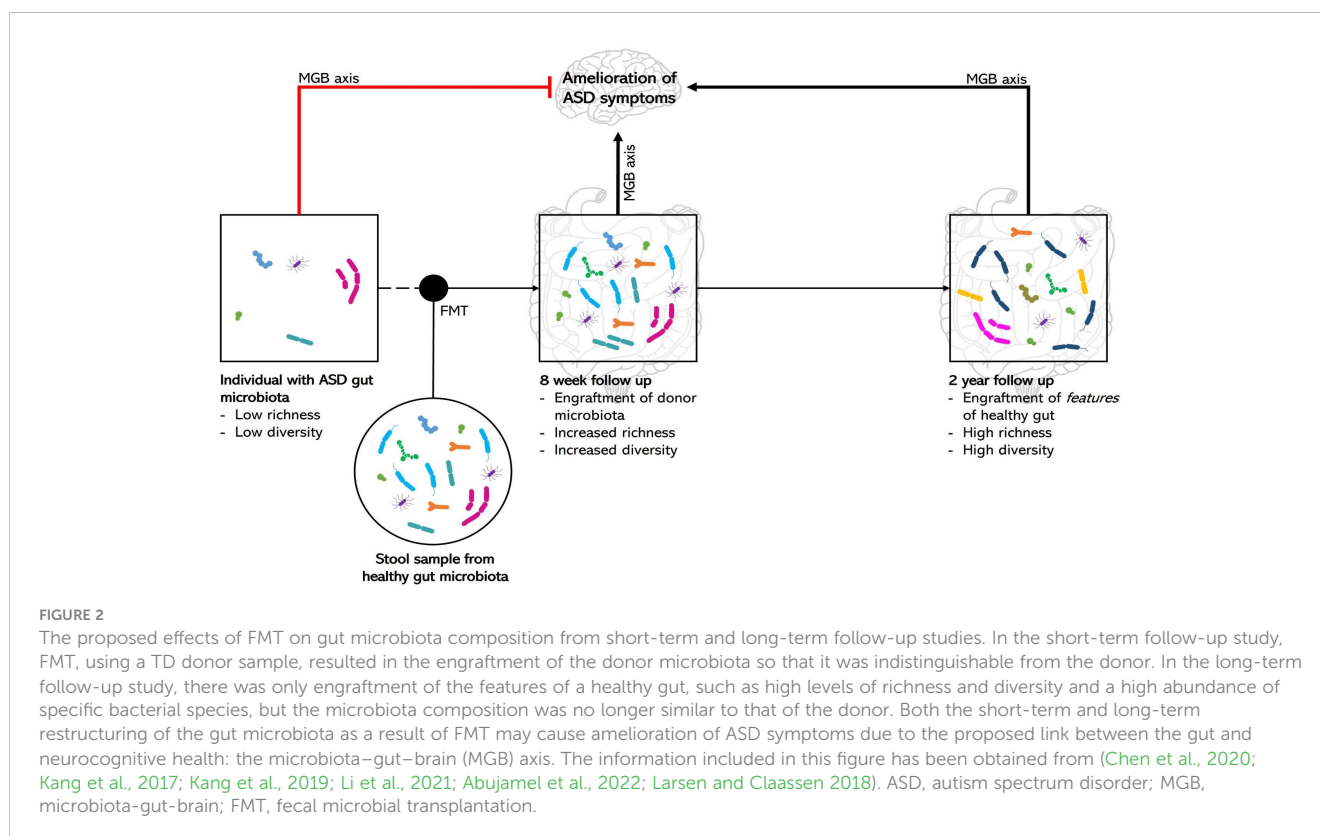 MGB axis
Amelioration of
ASD symptoms
MGB axis
MGB axis
FMT
Individual with ASD gut
microbiota
- Low richness
- Low diversity
8 week follow up
- Engraftment of donor
microbiota
- Increased richness
- Increased diversity
2 year follow up
- Engraftment of features
of healthy gut
- High richness
- High diversity
Stool sample from
healthy gut microbiota
FIGURE 2
The proposed effects of FMT on gut microbiota composition from short-term and long-term follow-up studies. In the short-term follow-up study,
FMT, using a TD donor sample, resulted in the engraftment of the donor microbiota so that it was indistinguishable from the donor. In the long-term
follow-up study, there was only engraftment of the features of a healthy gut, such as high levels of richness and diversity and a high abundance of
specific bacterial species, but the microbiota composition was no longer similar to that of the donor. Both the short-term and long-term
restructuring of the gut microbiota as a result of FMT may cause amelioration of ASD symptoms due to the proposed link between the gut and
neurocognitive health: the microbiota–gut–brain (MGB) axis. The information included in this figure has been obtained from (Chen et al., 2020;
Kang et al., 2017; Kang et al., 2019; Li et al., 2021; Abujamel et al., 2022; Larsen and Claassen 2018). ASD, autism spectrum disorder; MGB,
microbiota-gut-brain; FMT, fecal microbial transplantation.